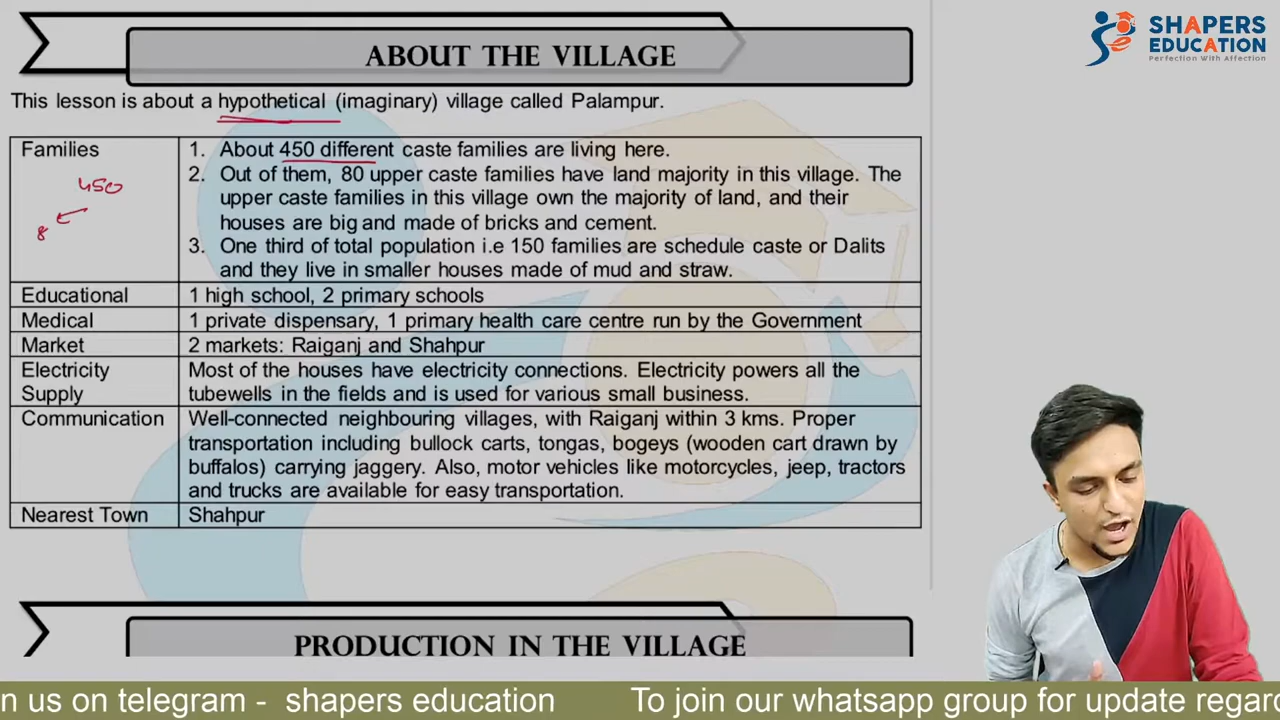 SHAPERS
EDUCATION
Perfection With Affection
ABOUT THE VILLAGE
This lesson is about a hypothetical (imaginary) village called Palampur.
Families
450
8
1. About 450 different caste families are living here.
2. Out of them, 80 upper caste families have land majority in this village. The
upper caste families in this village own the majority of land, and their
houses are big and made of bricks and cement.
3. One third of total population i.e 150 families are schedule caste or Dalits
and they live in smaller houses made of mud and straw.
Educational
1 high school, 2 primary schools
Medical
1 private dispensary, 1 primary health care centre run by the Government
Market
2 markets: Raiganj and Shahpur
Electricity
Supply
Most of the houses have electricity connections. Electricity powers all the
tubewells in the fields and is used for various small business.
Communication
Well-connected neighbouring villages, with Raiganj within 3 kms. Proper
transportation including bullock carts, tongas, bogeys (wooden cart drawn by
buffalos) carrying jaggery. Also, motor vehicles like motorcycles, jeep, tractors
and trucks are available for easy transportation.
Nearest Town
Shahpur
PRODUCTION IN THE VILLAGE
n us on telegram - shapers education To join our whatsapp group for update regard